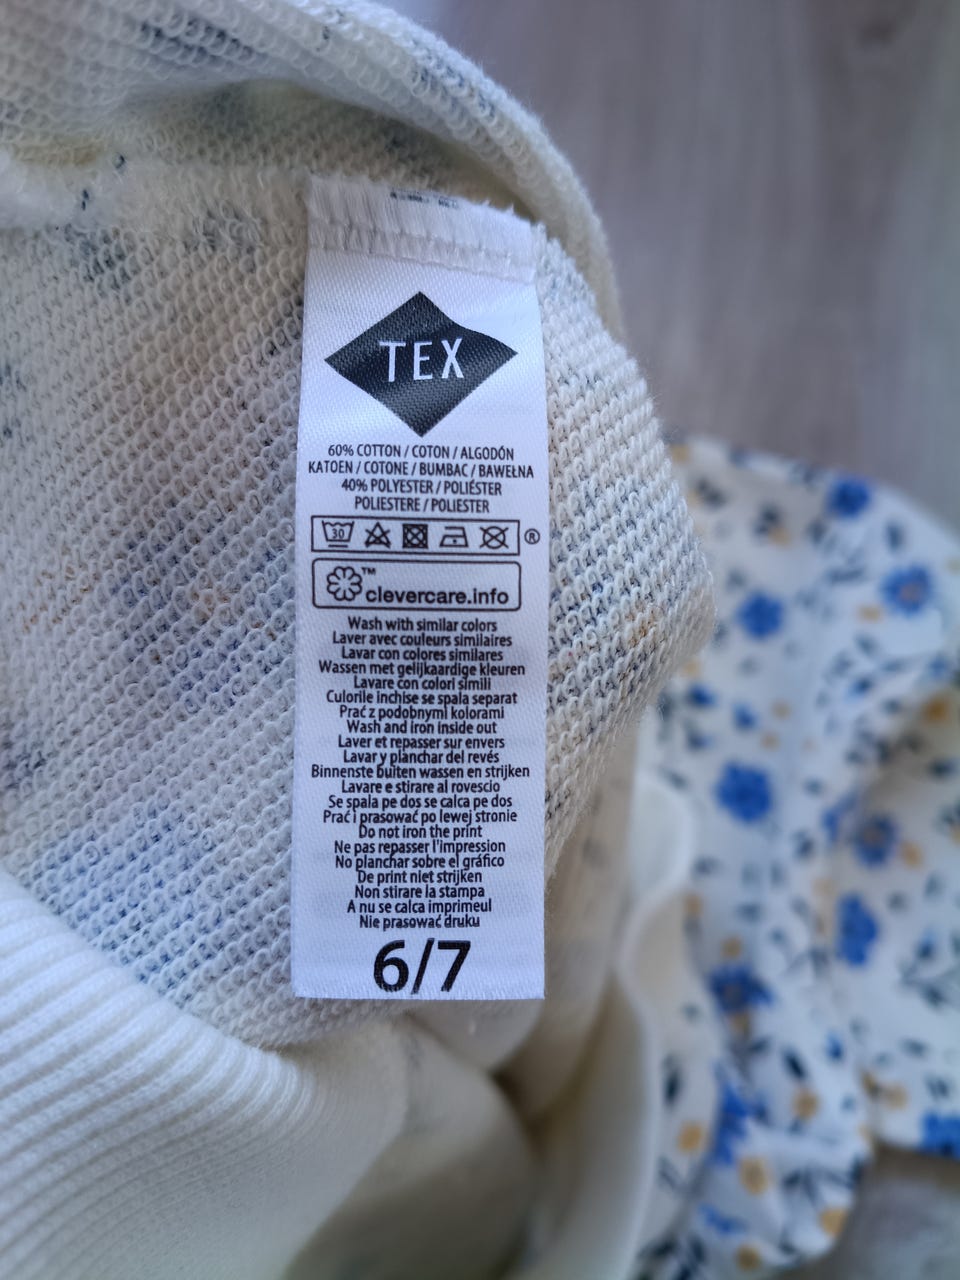 TEX
60% COTTON / COTON / ALGODÓN
KATOEN / COTONE / BUMBAC / BAWEŁNA
40% POLYESTER / POLIÉSTER
POLIESTERE / POLIESTER
30 ®
™ clevercare.info
Wash with similar colors
Laver avec couleurs similaires
Lavar con colores similares
Wassen met gelijkaardige kleuren
Lavare con colori simili
Culorile inchise se spala separat
Prać z podobnymi kolorami
Wash and iron inside out
Laver et repasser sur envers
Lavar y planchar del revés
Binnenste buiten wassen en strijken
Lavare e stirare al rovescio
Se spala pe dos se calca pe dos
Prać i prasować po lewej stronie
Do not iron the print
Ne pas repasser l'impression
No planchar sobre el gráfico
De print niet strijken
Non stirare la stampa
A nu se calca imprimeul
Nie prasować druku
6/7